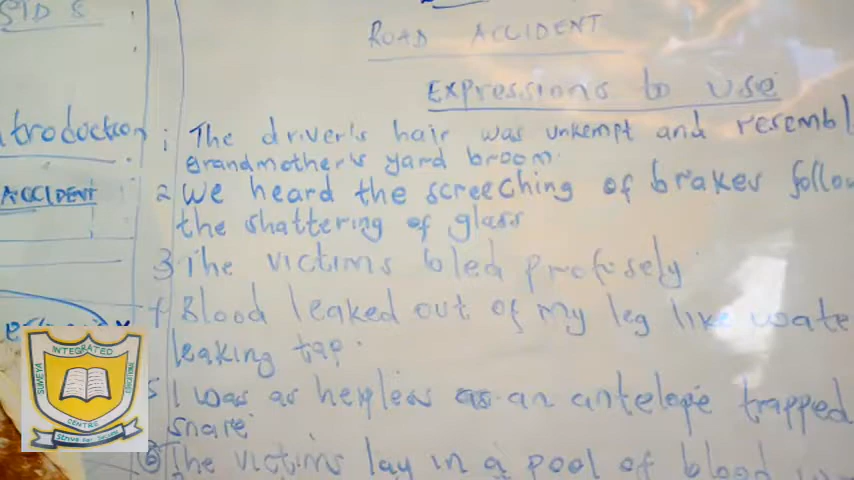 ROAD ACCIDENT
Expressions to use
troduction
ACCIDENT
1 The driver's hair was unkempt and resembl
grandmother's yard broom.
2 We heard the screeching of brakes follow
the shattering of glass
3 The victims bled profusely
4 Blood leaked out of my leg like wate
leaking tap.
5 I was as helpless as an antelope trapped
snare
6 The victims lay in a pool of blood
INTEGRATED
SUMEYA
EDUCATIONAL
CENTRE